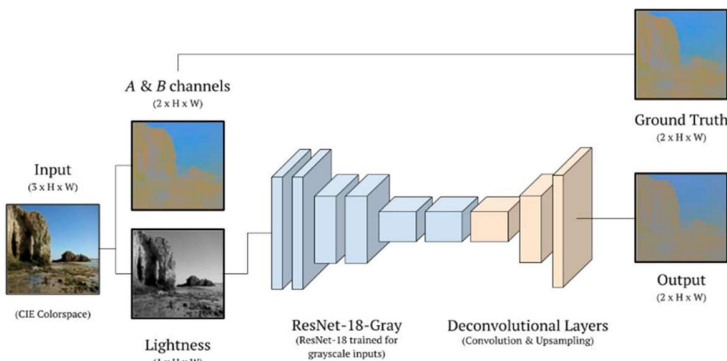 A & B channels
(2 x H x W)
Ground Truth
(2 x H x W)
Input
(3 x H x W)
(CIE Colorspace)
Lightness
(1 x H x W)
ResNet-18-Gray
(ResNet-18 trained for
grayscale inputs)
Deconvolutional Layers
(Convolution & Upsampling)
Output
(2 x H x W)